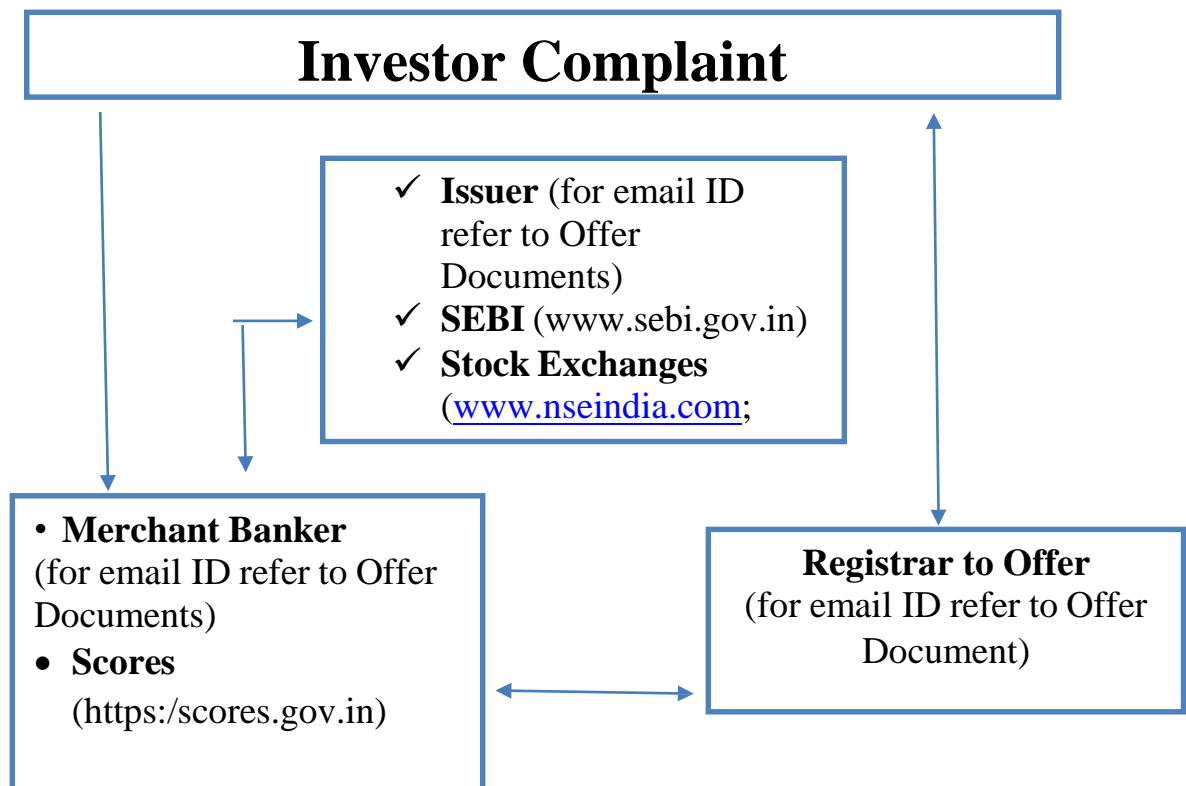 Investor Complaint
✓ Issuer (for email ID
refer to Offer
Documents)
✓ SEBI (www.sebi.gov.in)
✓ Stock Exchanges
(www.nseindia.com;
• Merchant Banker
(for email ID refer to Offer
Documents)
• Scores
(https:/scores.gov.in)
Registrar to Offer
(for email ID refer to Offer
Document)